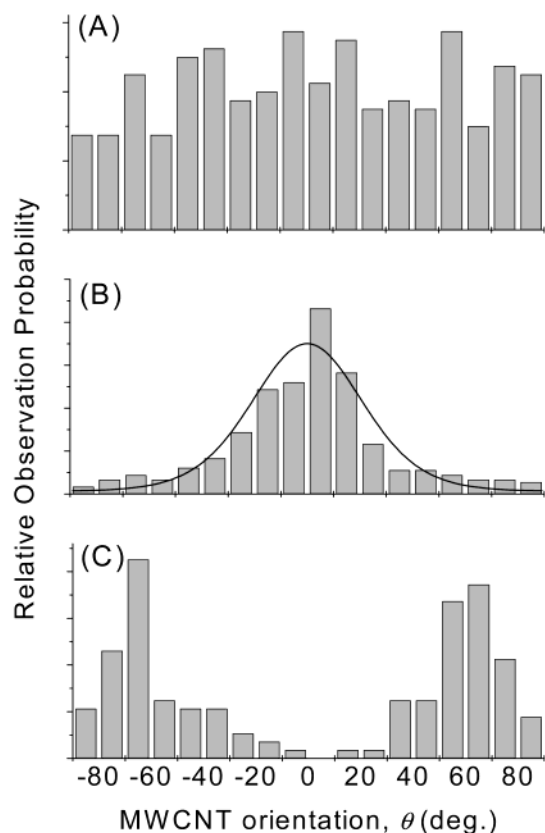 (A)
(B)
(C)
Relative Observation Probability
-80 -60 -40 -20 0 20 40 60 80
MWCNT orientation, θ (deg.)